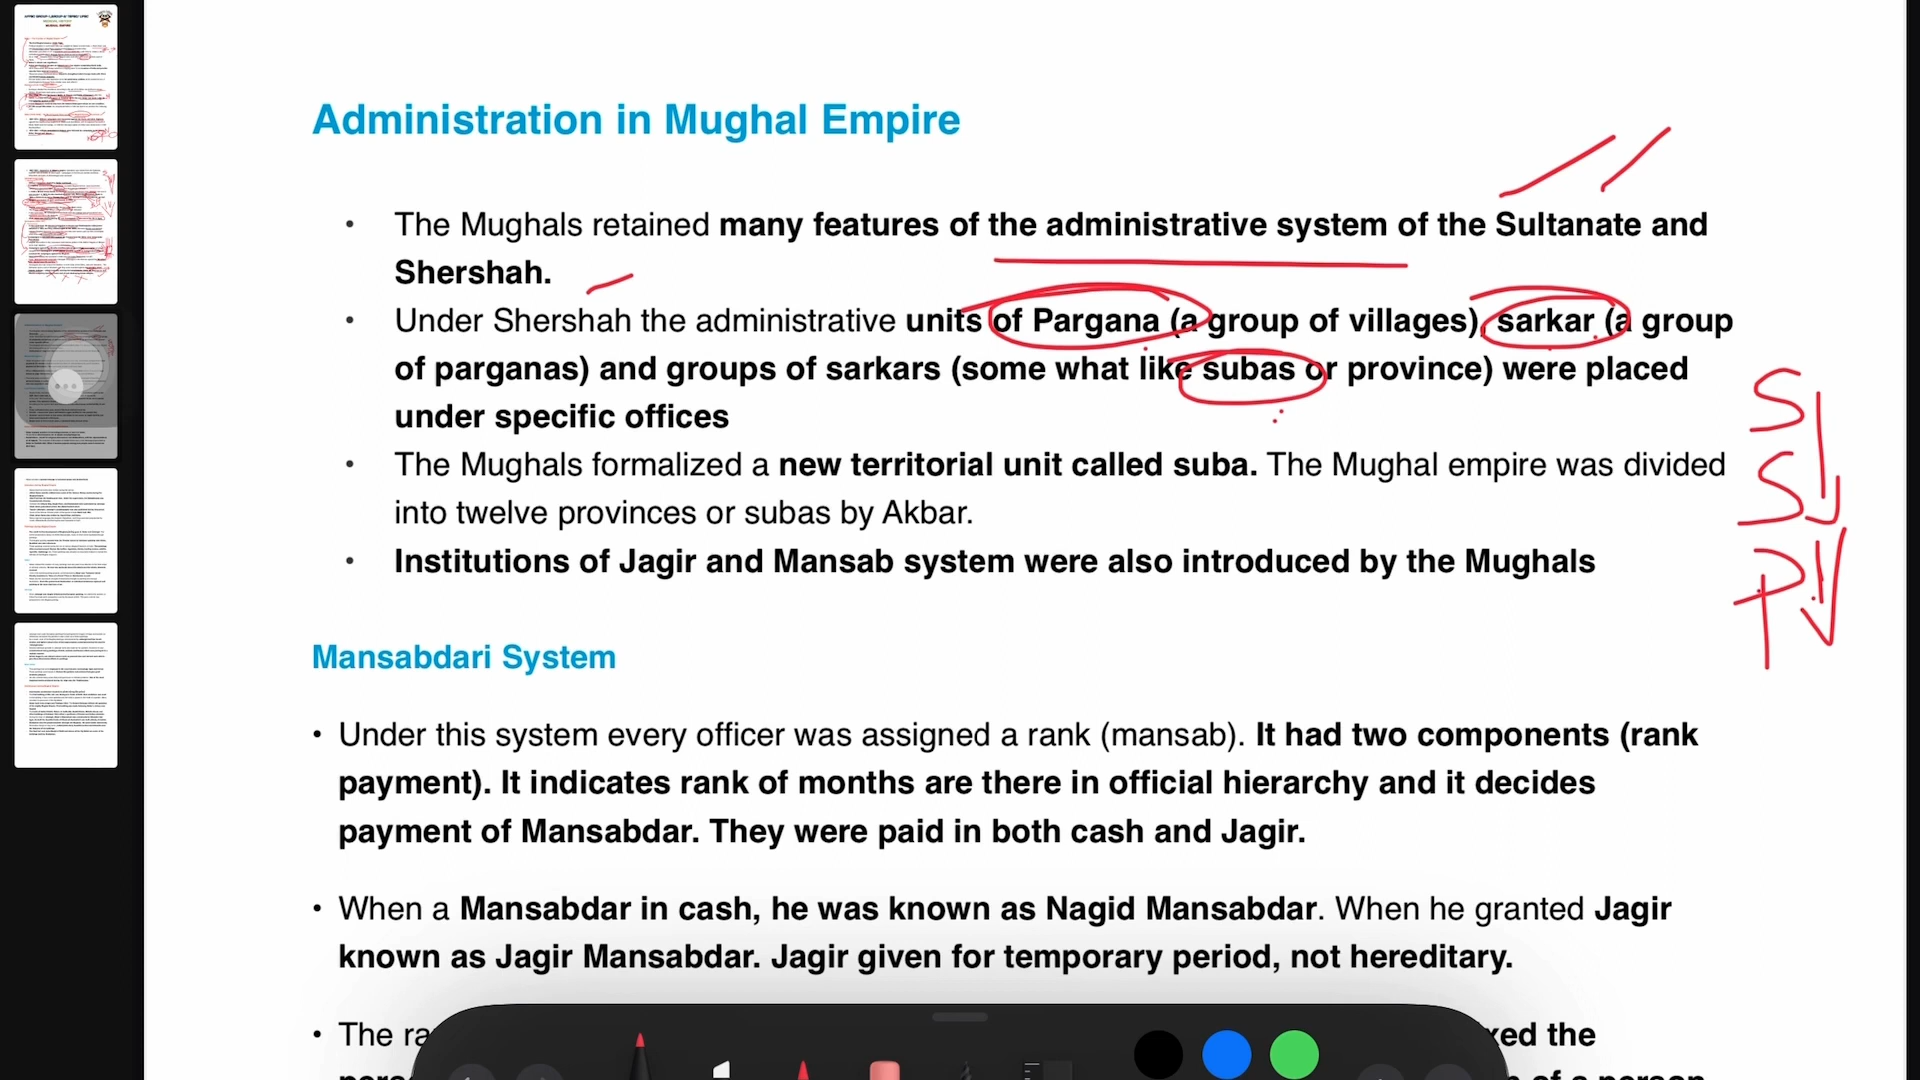 Administration in Mughal Empire
• The Mughals retained many features of the administrative system of the Sultanate and
Shershah.
• Under Shershah the administrative units of Pargana (a group of villages), sarkar (a group
of parganas) and groups of sarkars (some what like subas or province) were placed
under specific offices
• The Mughals formalized a new territorial unit called suba. The Mughal empire was divided
into twelve provinces or subas by Akbar.
• Institutions of Jagir and Mansab system were also introduced by the Mughals
S
S
P
Mansabdari System
• Under this system every officer was assigned a rank (mansab). It had two components (rank
payment). It indicates rank of months are there in official hierarchy and it decides
payment of Mansabdar. They were paid in both cash and Jagir.
• When a Mansabdar in cash, he was known as Nagid Mansabdar. When he granted Jagir
known as Jagir Mansabdar. Jagir given for temporary period, not hereditary.
• The
the